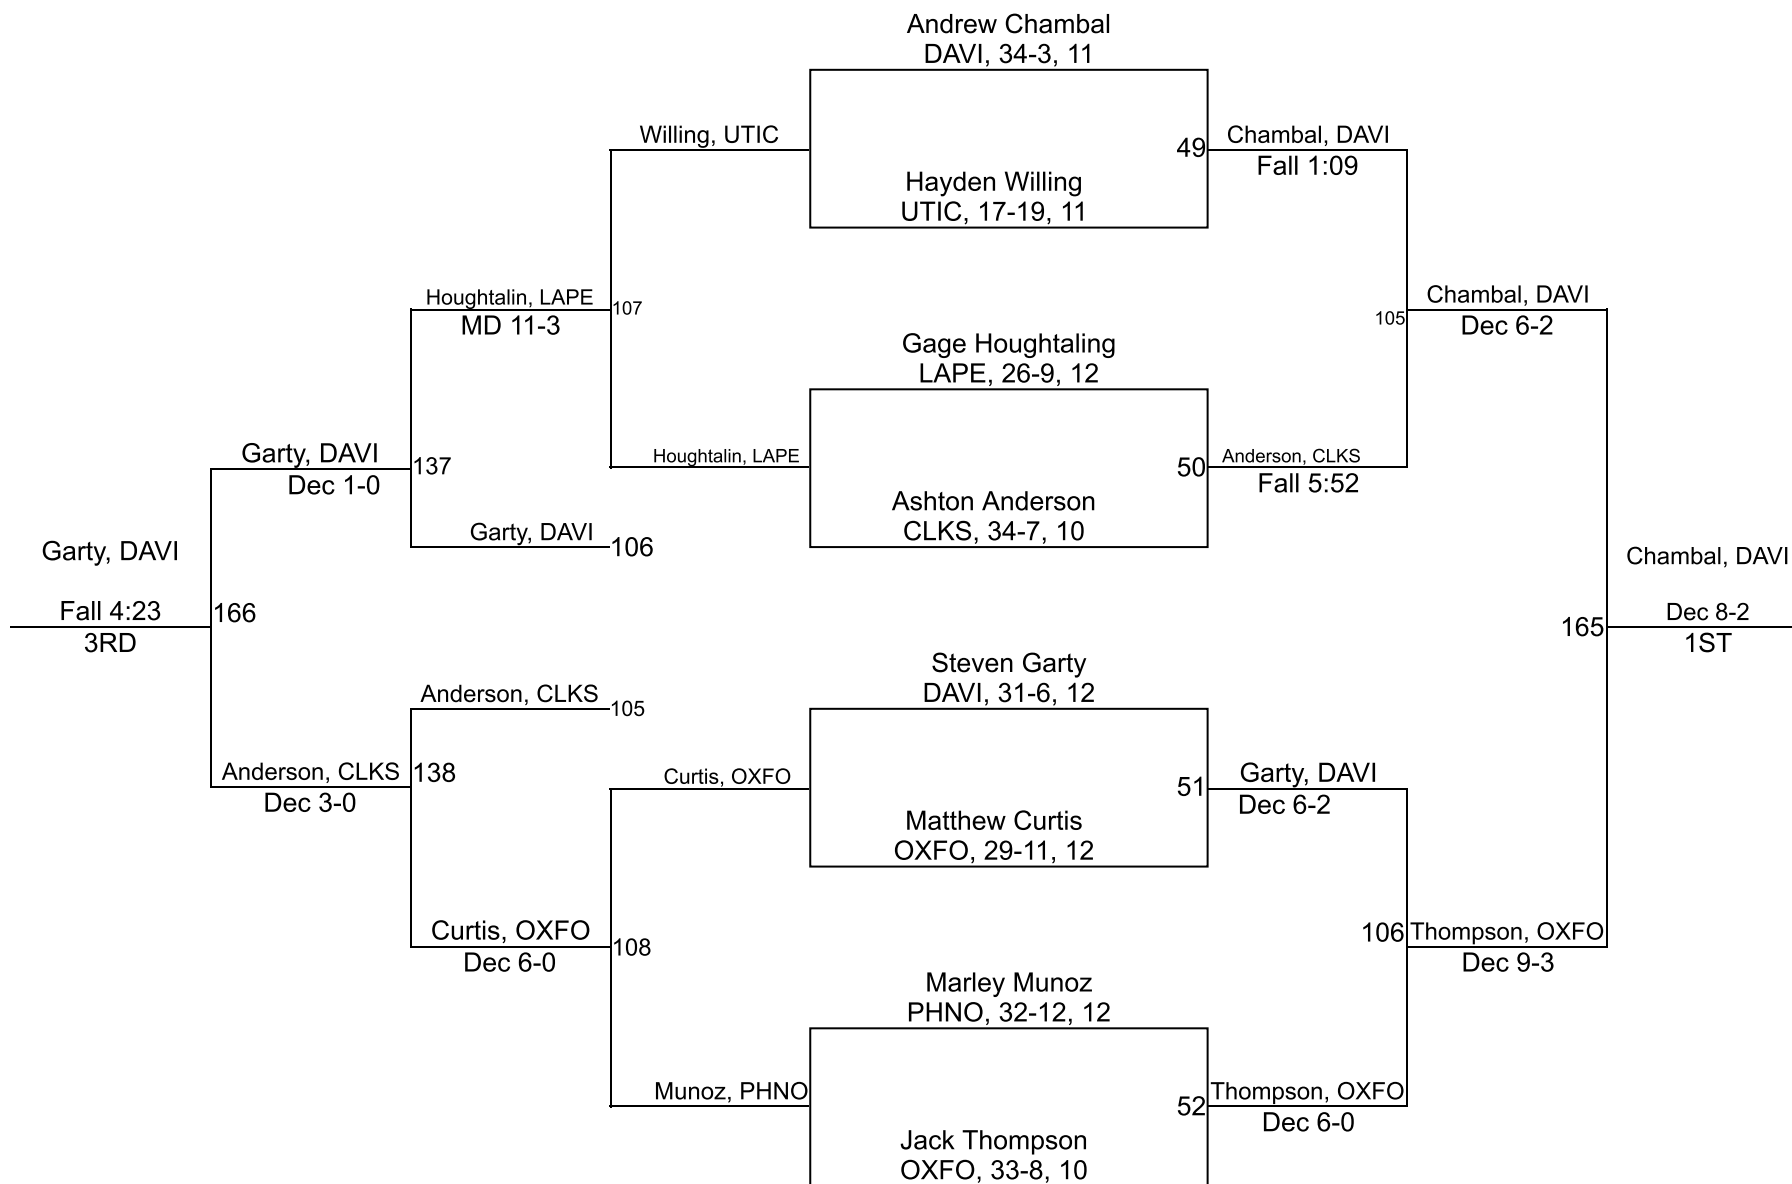 Andrew Chambal
DAVI, 34-3, 11
Willing, UTIC
49
Chambal, DAVI
Fall 1:09
Hayden Willing
UTIC, 17-19, 11
Houghtalin, LAPE
107
MD 11-3
105
Chambal, DAVI
Dec 6-2
Gage Houghtaling
LAPE, 26-9, 12
Garty, DAVI
137
Dec 1-0
Houghtalin, LAPE
50
Anderson, CLKS
Fall 5:52
Ashton Anderson
CLKS, 34-7, 10
Garty, DAVI
106
Garty, DAVI
Fall 4:23
166
3RD
Chambal, DAVI
165
Dec 8-2
1ST
Steven Garty
DAVI, 31-6, 12
Anderson, CLKS
105
Anderson, CLKS
138
Dec 3-0
Curtis, OXFO
51
Garty, DAVI
Dec 6-2
Matthew Curtis
OXFO, 29-11, 12
Curtis, OXFO
108
Dec 6-0
106
Thompson, OXFO
Dec 9-3
Marley Munoz
PHNO, 32-12, 12
Munoz, PHNO
52
Thompson, OXFO
Dec 6-0
Jack Thompson
OXFO, 33-8, 10